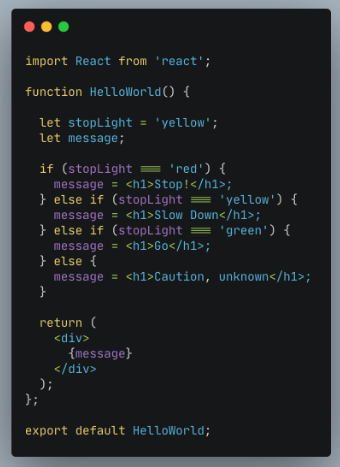 import React from 'react';
function HelloWorld() {
let stopLight = 'yellow';
let message;
if (stopLight === 'red') {
message = <h1>Stop!</h1>;
} else if (stopLight === 'yellow') {
message = <h1>Slow Down</h1>;
} else if (stopLight === 'green') {
message = <h1>Go</h1>;
} else {
message = <h1>Caution, unknown</h1>;
}
return (
<div>
{message}
</div>
);
};
export default HelloWorld;